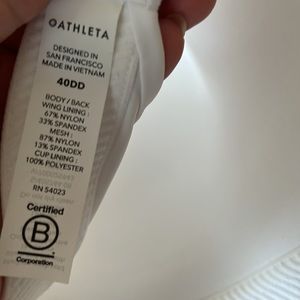 ATHLETA
DESIGNED IN
SAN FRANCISCO
MADE IN VIETNAM
40DD
BODY / BACK
WING LINING :
67% NYLON
33% SPANDEX
MESH :
87% NYLON
13% SPANDEX
CUP LINING :
100% POLYESTER
RN 54023
Certified
B
Corporation